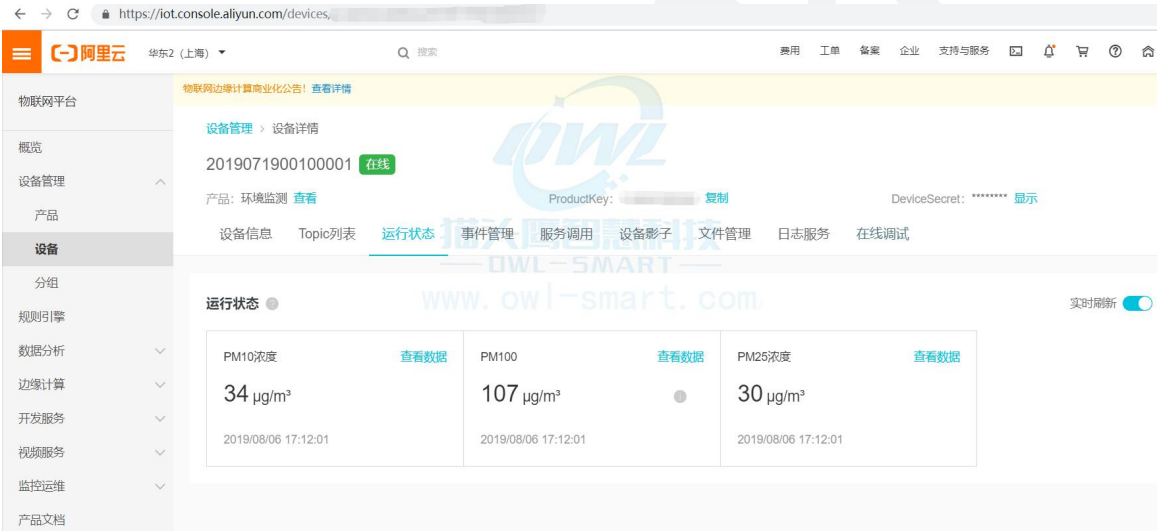 https://iot.console.aliyun.com/devices,
阿里云 华东2（上海） 搜索 费用 工单 备案 企业 支持与服务
物联网平台
概览
设备管理
产品
设备
分组
规则引擎
数据分析
边缘计算
开发服务
视频服务
监控运维
产品文档
物联网边缘计算商业化公告！查看详情
设备管理 > 设备详情
2019071900100001 在线
产品：环境监测 查看 ProductKey： 复制 DeviceSecret：******** 显示
设备信息 Topic列表 运行状态 事件管理 服务调用 设备影子 文件管理 日志服务 在线调试
运行状态 实时刷新
PM10浓度 查看数据 PM100 查看数据 PM25浓度 查看数据
34 μg/m³ 107 μg/m³ 30 μg/m³
2019/08/06 17:12:01 2019/08/06 17:12:01 2019/08/06 17:12:01
OWL
猫头鹰智慧科技
OWL-SMART
www.owl-smart.com